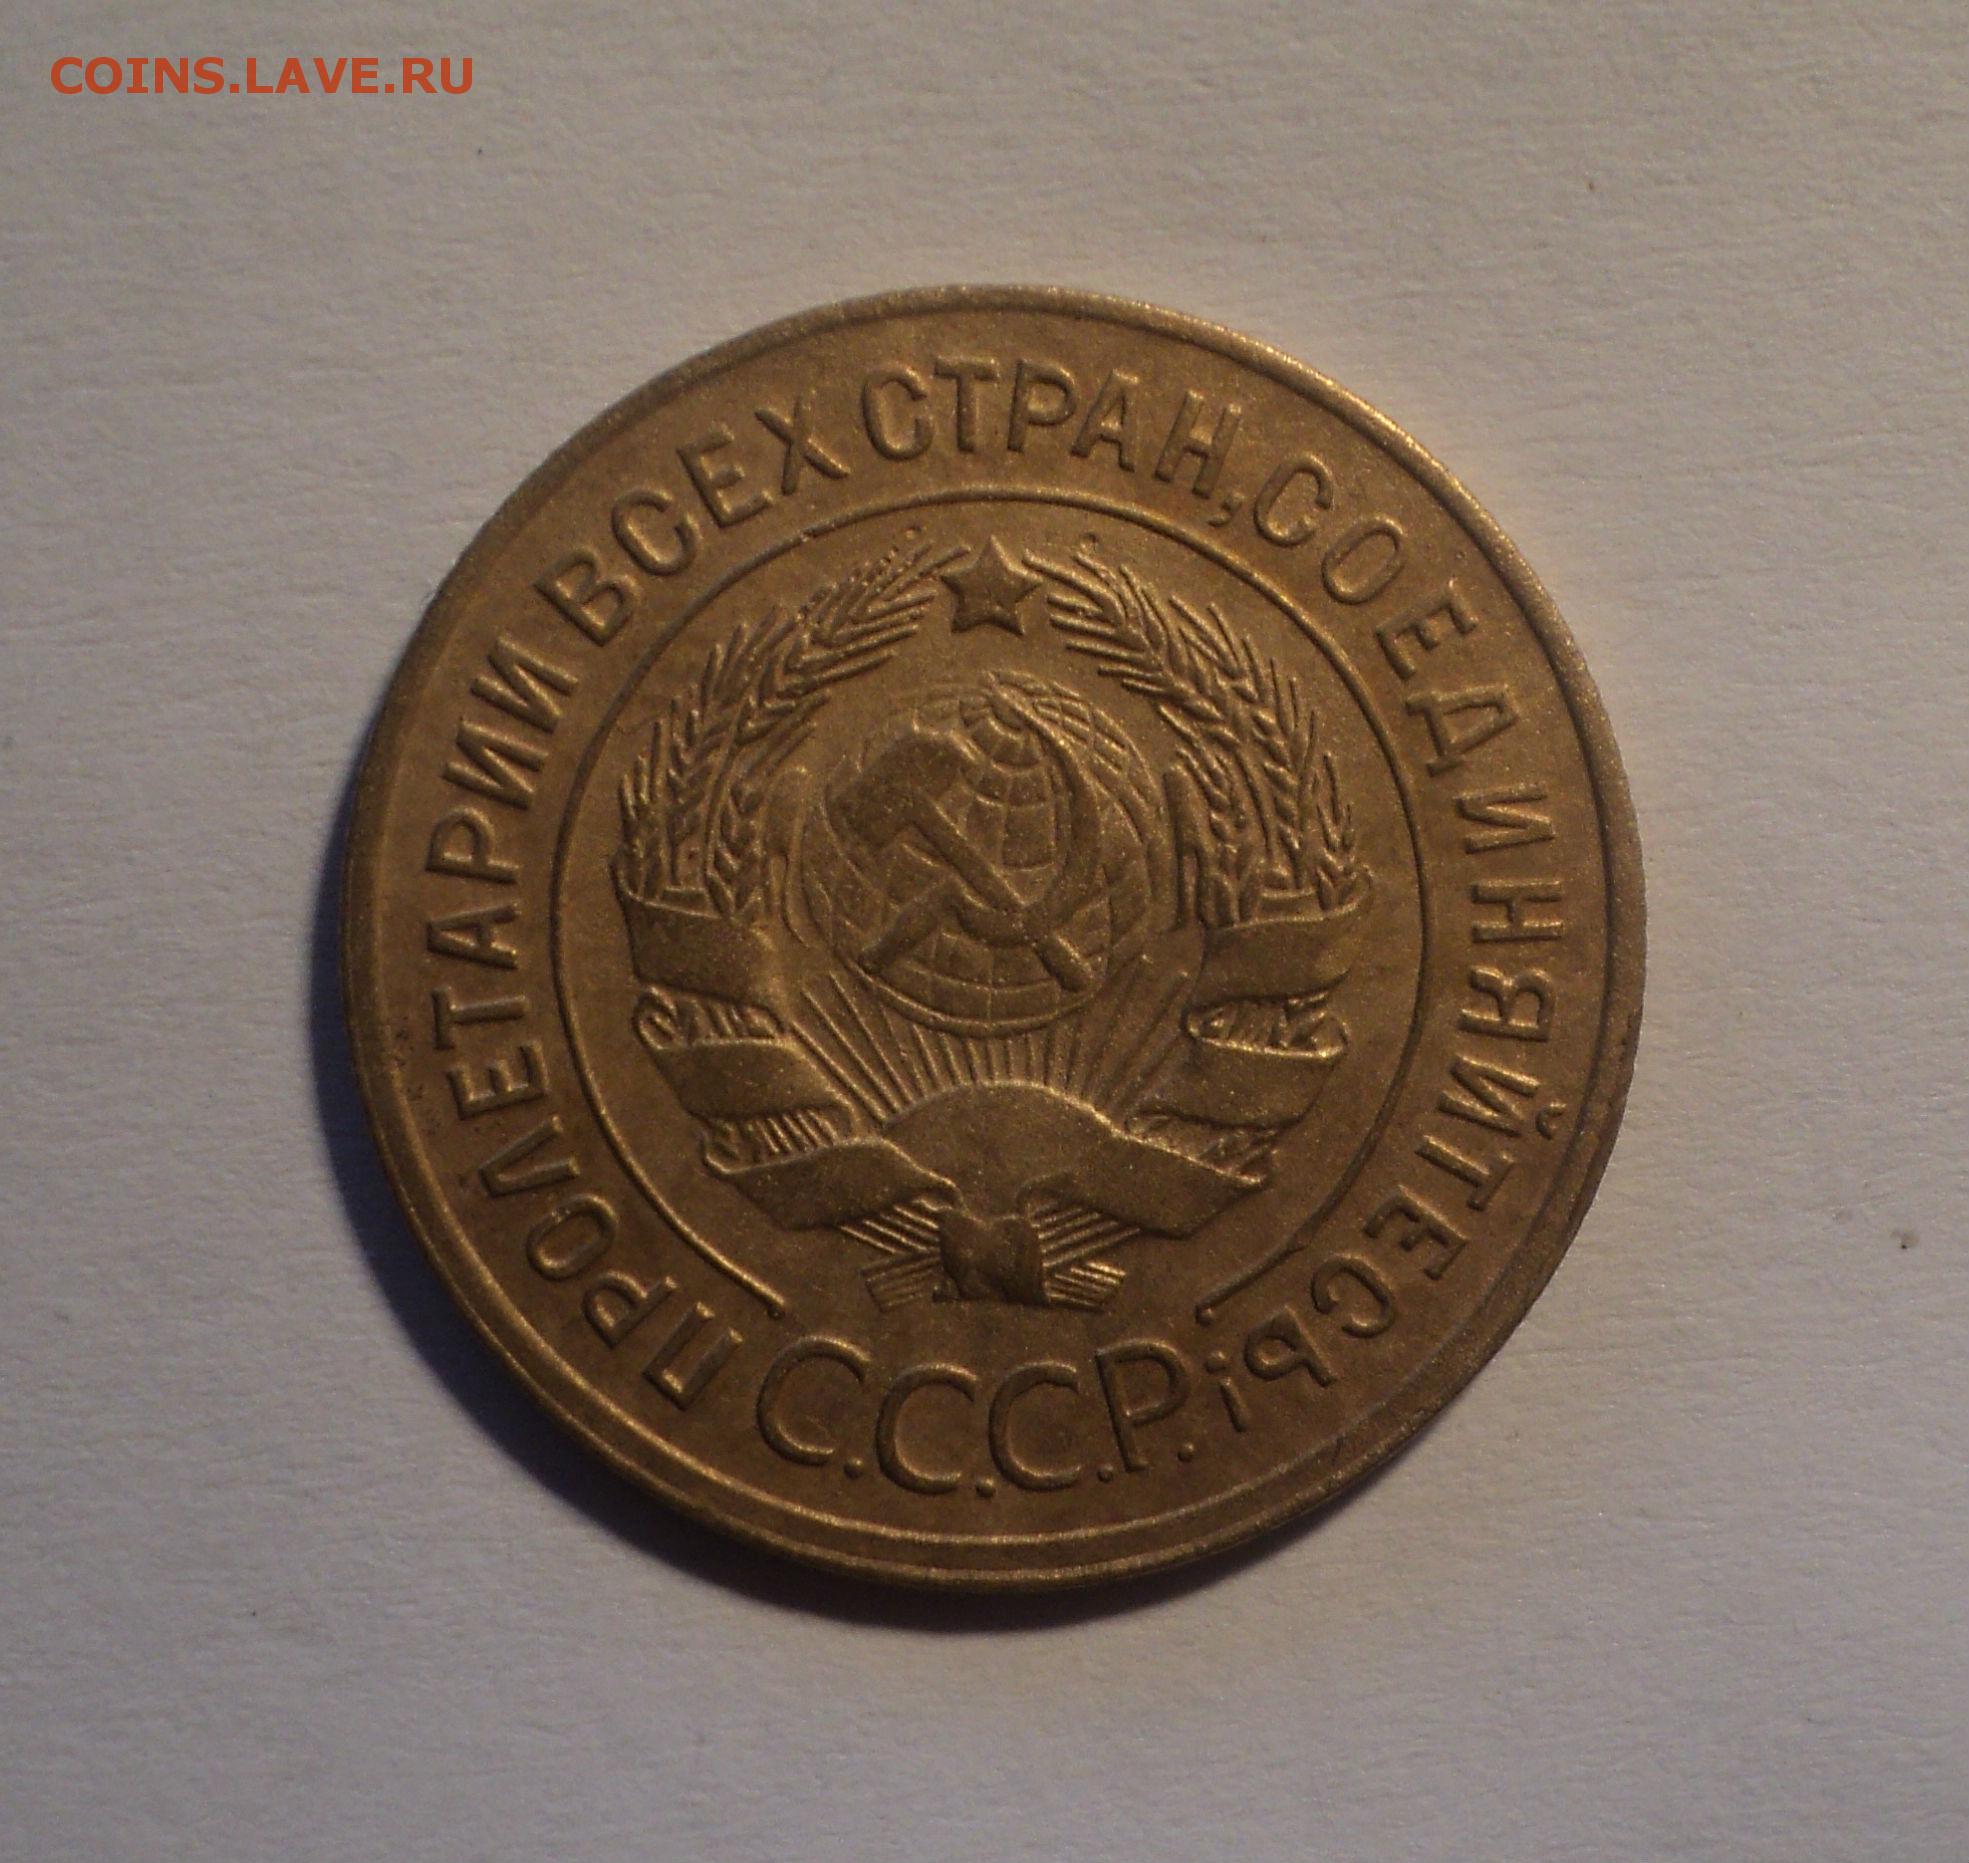 COINS.LAVE.RU
ПРОЛЕТАРИИ ВСЕХ СТРАН, СОЕДИНЯЙТЕСЬ!
С.С.С.Р.